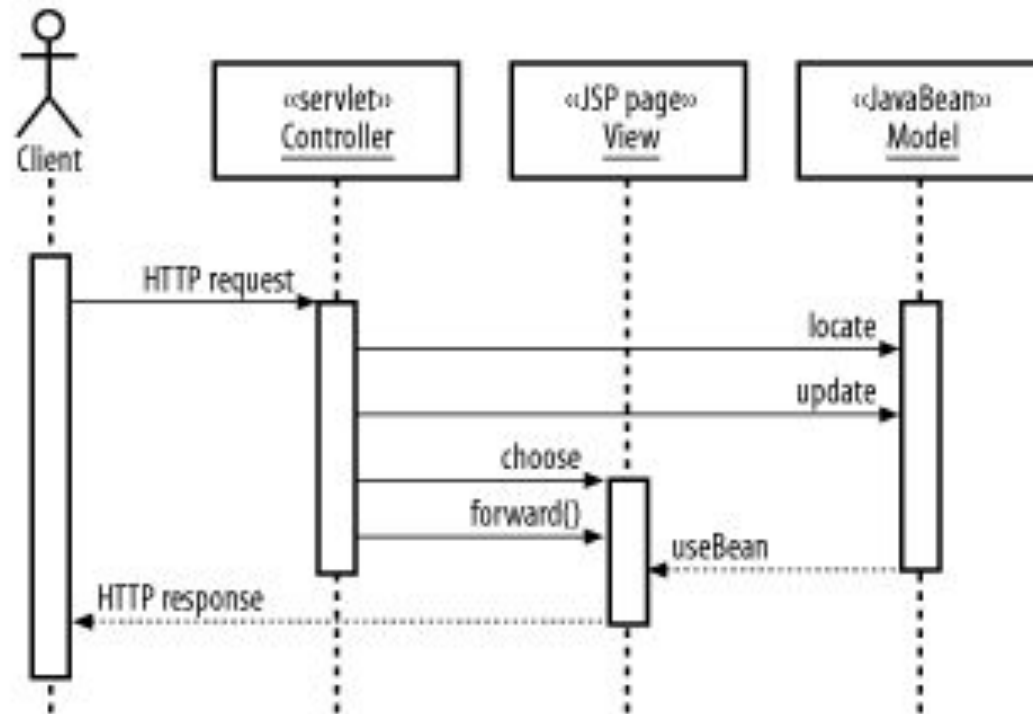 Client
«servlet»
Controller
«JSP page»
View
«JavaBean»
Model
HTTP request
locate
update
choose
forward()
useBean
HTTP response